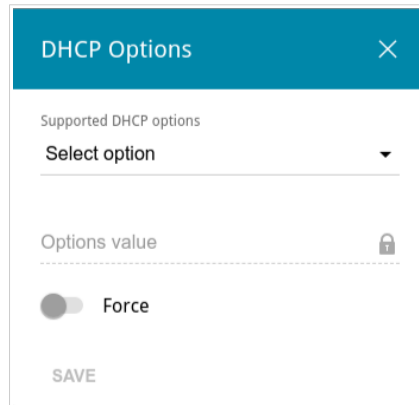 DHCP Options
Supported DHCP options
Select option
Options value
Force
SAVE